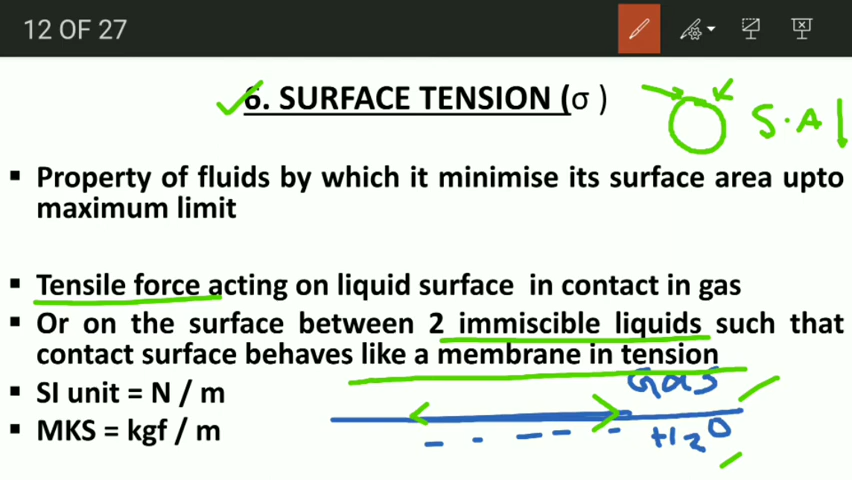 12 OF 27
6. SURFACE TENSION (σ )
S.A↓
▪ Property of fluids by which it minimise its surface area upto
maximum limit
▪ Tensile force acting on liquid surface in contact in gas
▪ Or on the surface between 2 immiscible liquids such that
contact surface behaves like a membrane in tension
Gas
▪ SI unit = N / m
▪ MKS = kgf / m
H2O